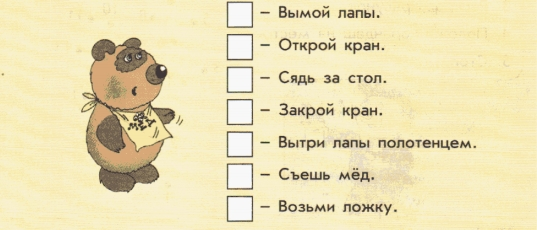 – Вымой лапы.
– Открой кран.
– Сядь за стол.
– Закрой кран.
– Вытри лапы полотенцем.
– Съешь мёд.
– Возьми ложку.